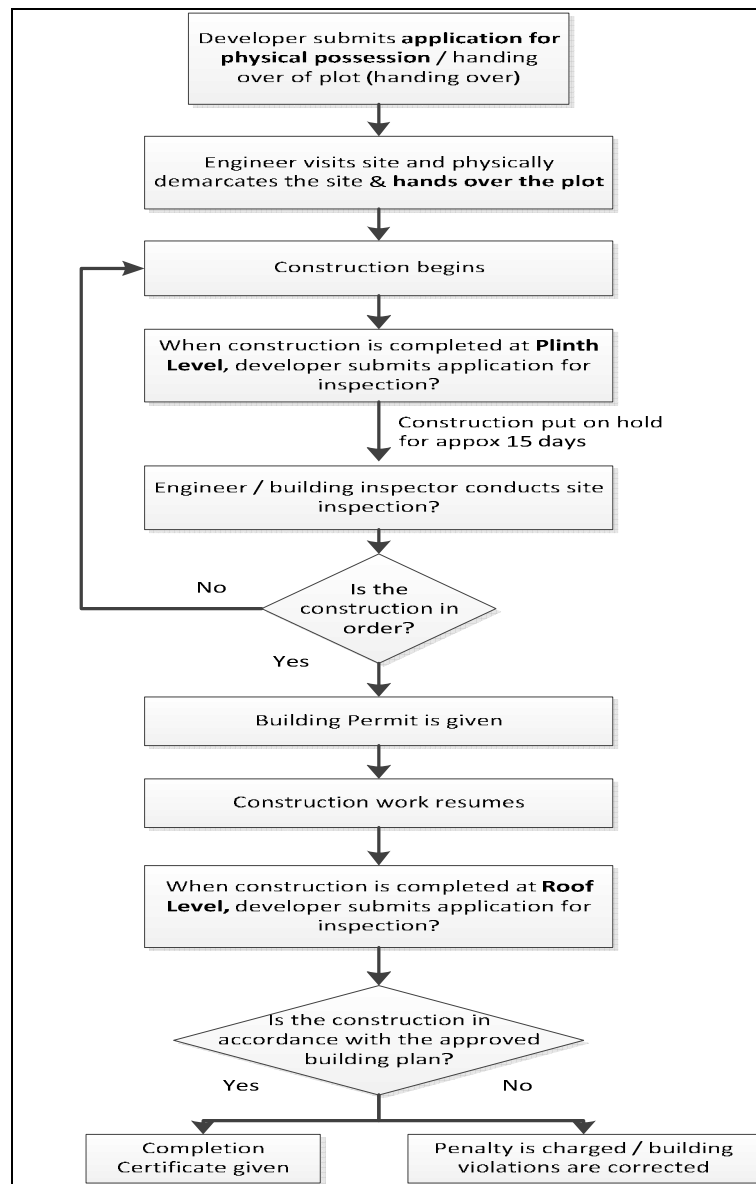 Developer submits application for
physical possession / handing
over of plot (handing over)
Engineer visits site and physically
demarcates the site & hands over the plot
Construction begins
When construction is completed at Plinth
Level, developer submits application for
inspection?
Construction put on hold
for appox 15 days
Engineer / building inspector conducts site
inspection?
No
Is the
construction in
order?
Yes
Building Permit is given
Construction work resumes
When construction is completed at Roof
Level, developer submits application for
inspection?
Is the construction in
accordance with the approved
building plan?
Yes
No
Completion
Certificate given
Penalty is charged / building
violations are corrected